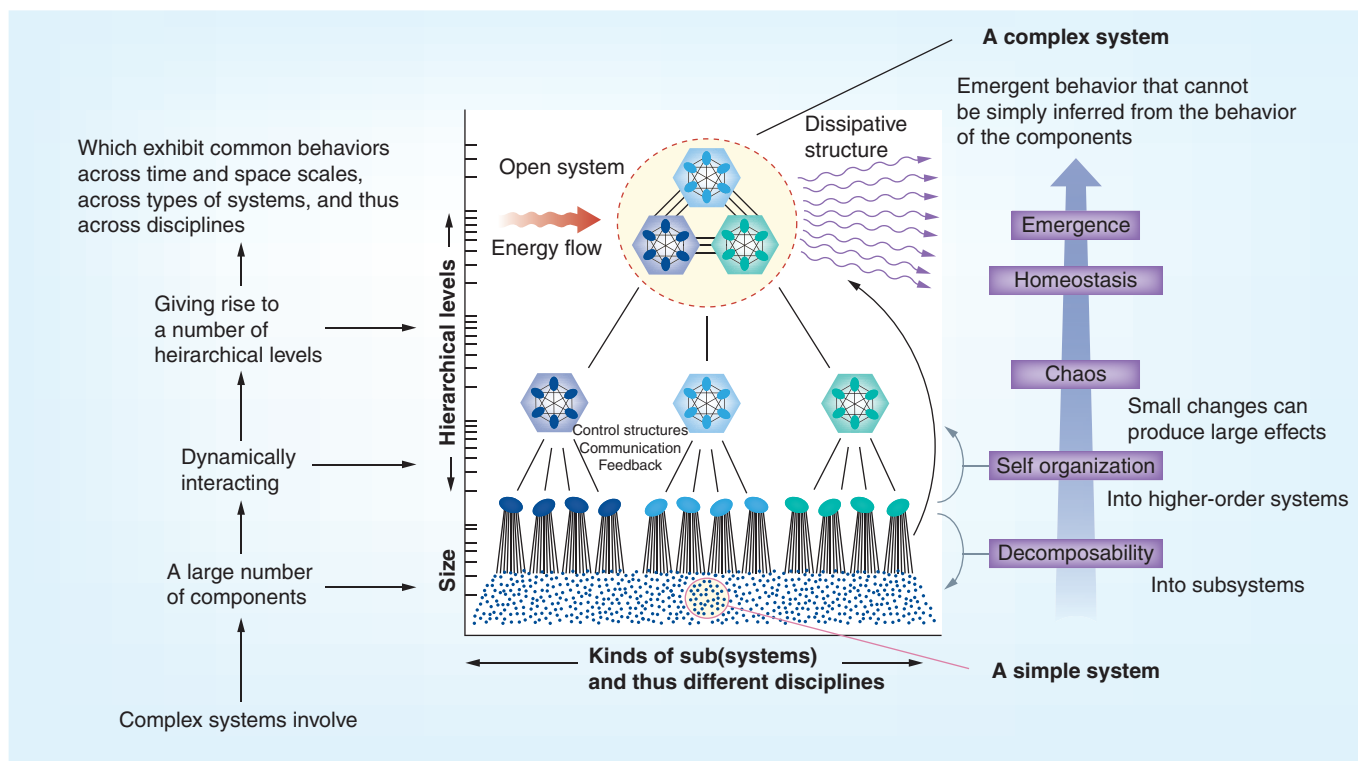 A complex system
Emergent behavior that cannot
be simply inferred from the behavior
of the components
Which exhibit common behaviors
across time and space scales,
across types of systems, and thus
across disciplines
Giving rise to
a number of
heirarchical levels
Dynamically
interacting
A large number
of components
Complex systems involve
Hierarchical levels
Size
Open system
Energy flow
Dissipative
structure
Control structures
Communication
Feedback
Kinds of sub(systems)
and thus different disciplines
Emergence
Homeostasis
Chaos
Small changes can
produce large effects
Self organization
Into higher-order systems
Decomposability
Into subsystems
A simple system